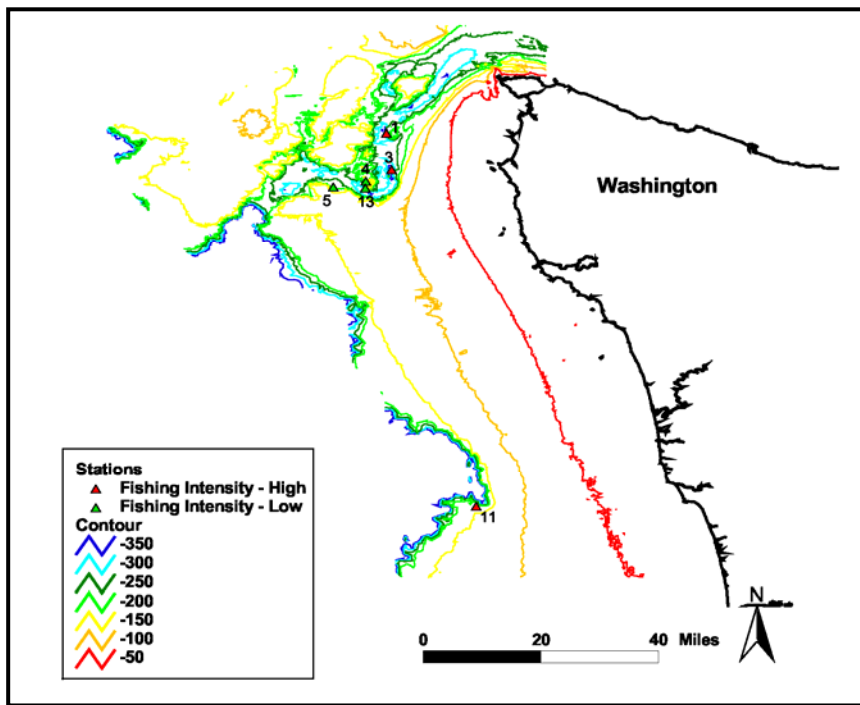 1
3
4
5
13
Washington
11
Stations
Fishing Intensity - High
Fishing Intensity - Low
Contour
-350
-300
-250
-200
-150
-100
-50
N
0 20 40 Miles